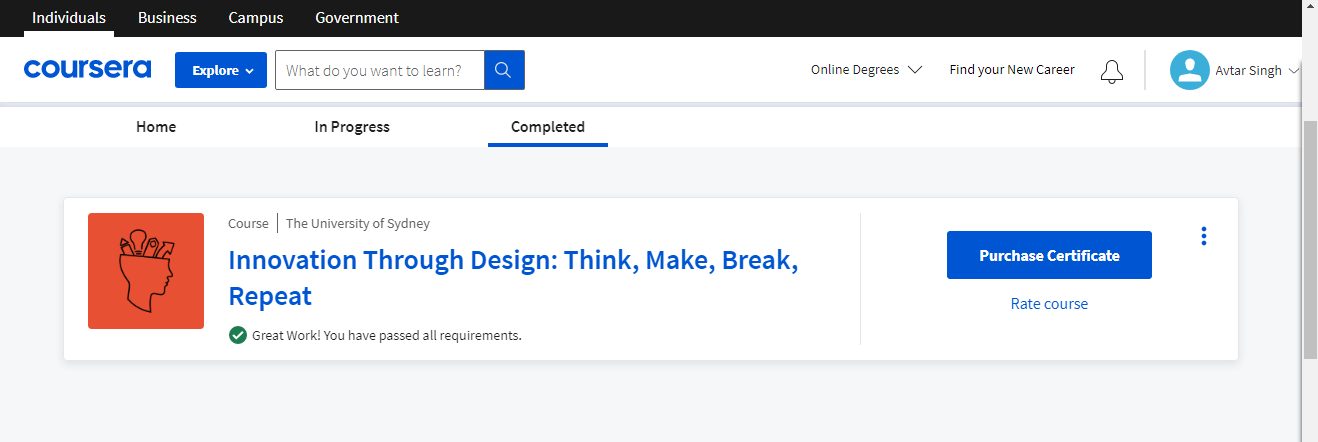 Individuals Business Campus Government
coursera Explore What do you want to learn? Online Degrees Find your New Career Avtar Singh
Home In Progress Completed
Course The University of Sydney
Innovation Through Design: Think, Make, Break,
Repeat
Great Work! You have passed all requirements.
Purchase Certificate
Rate course